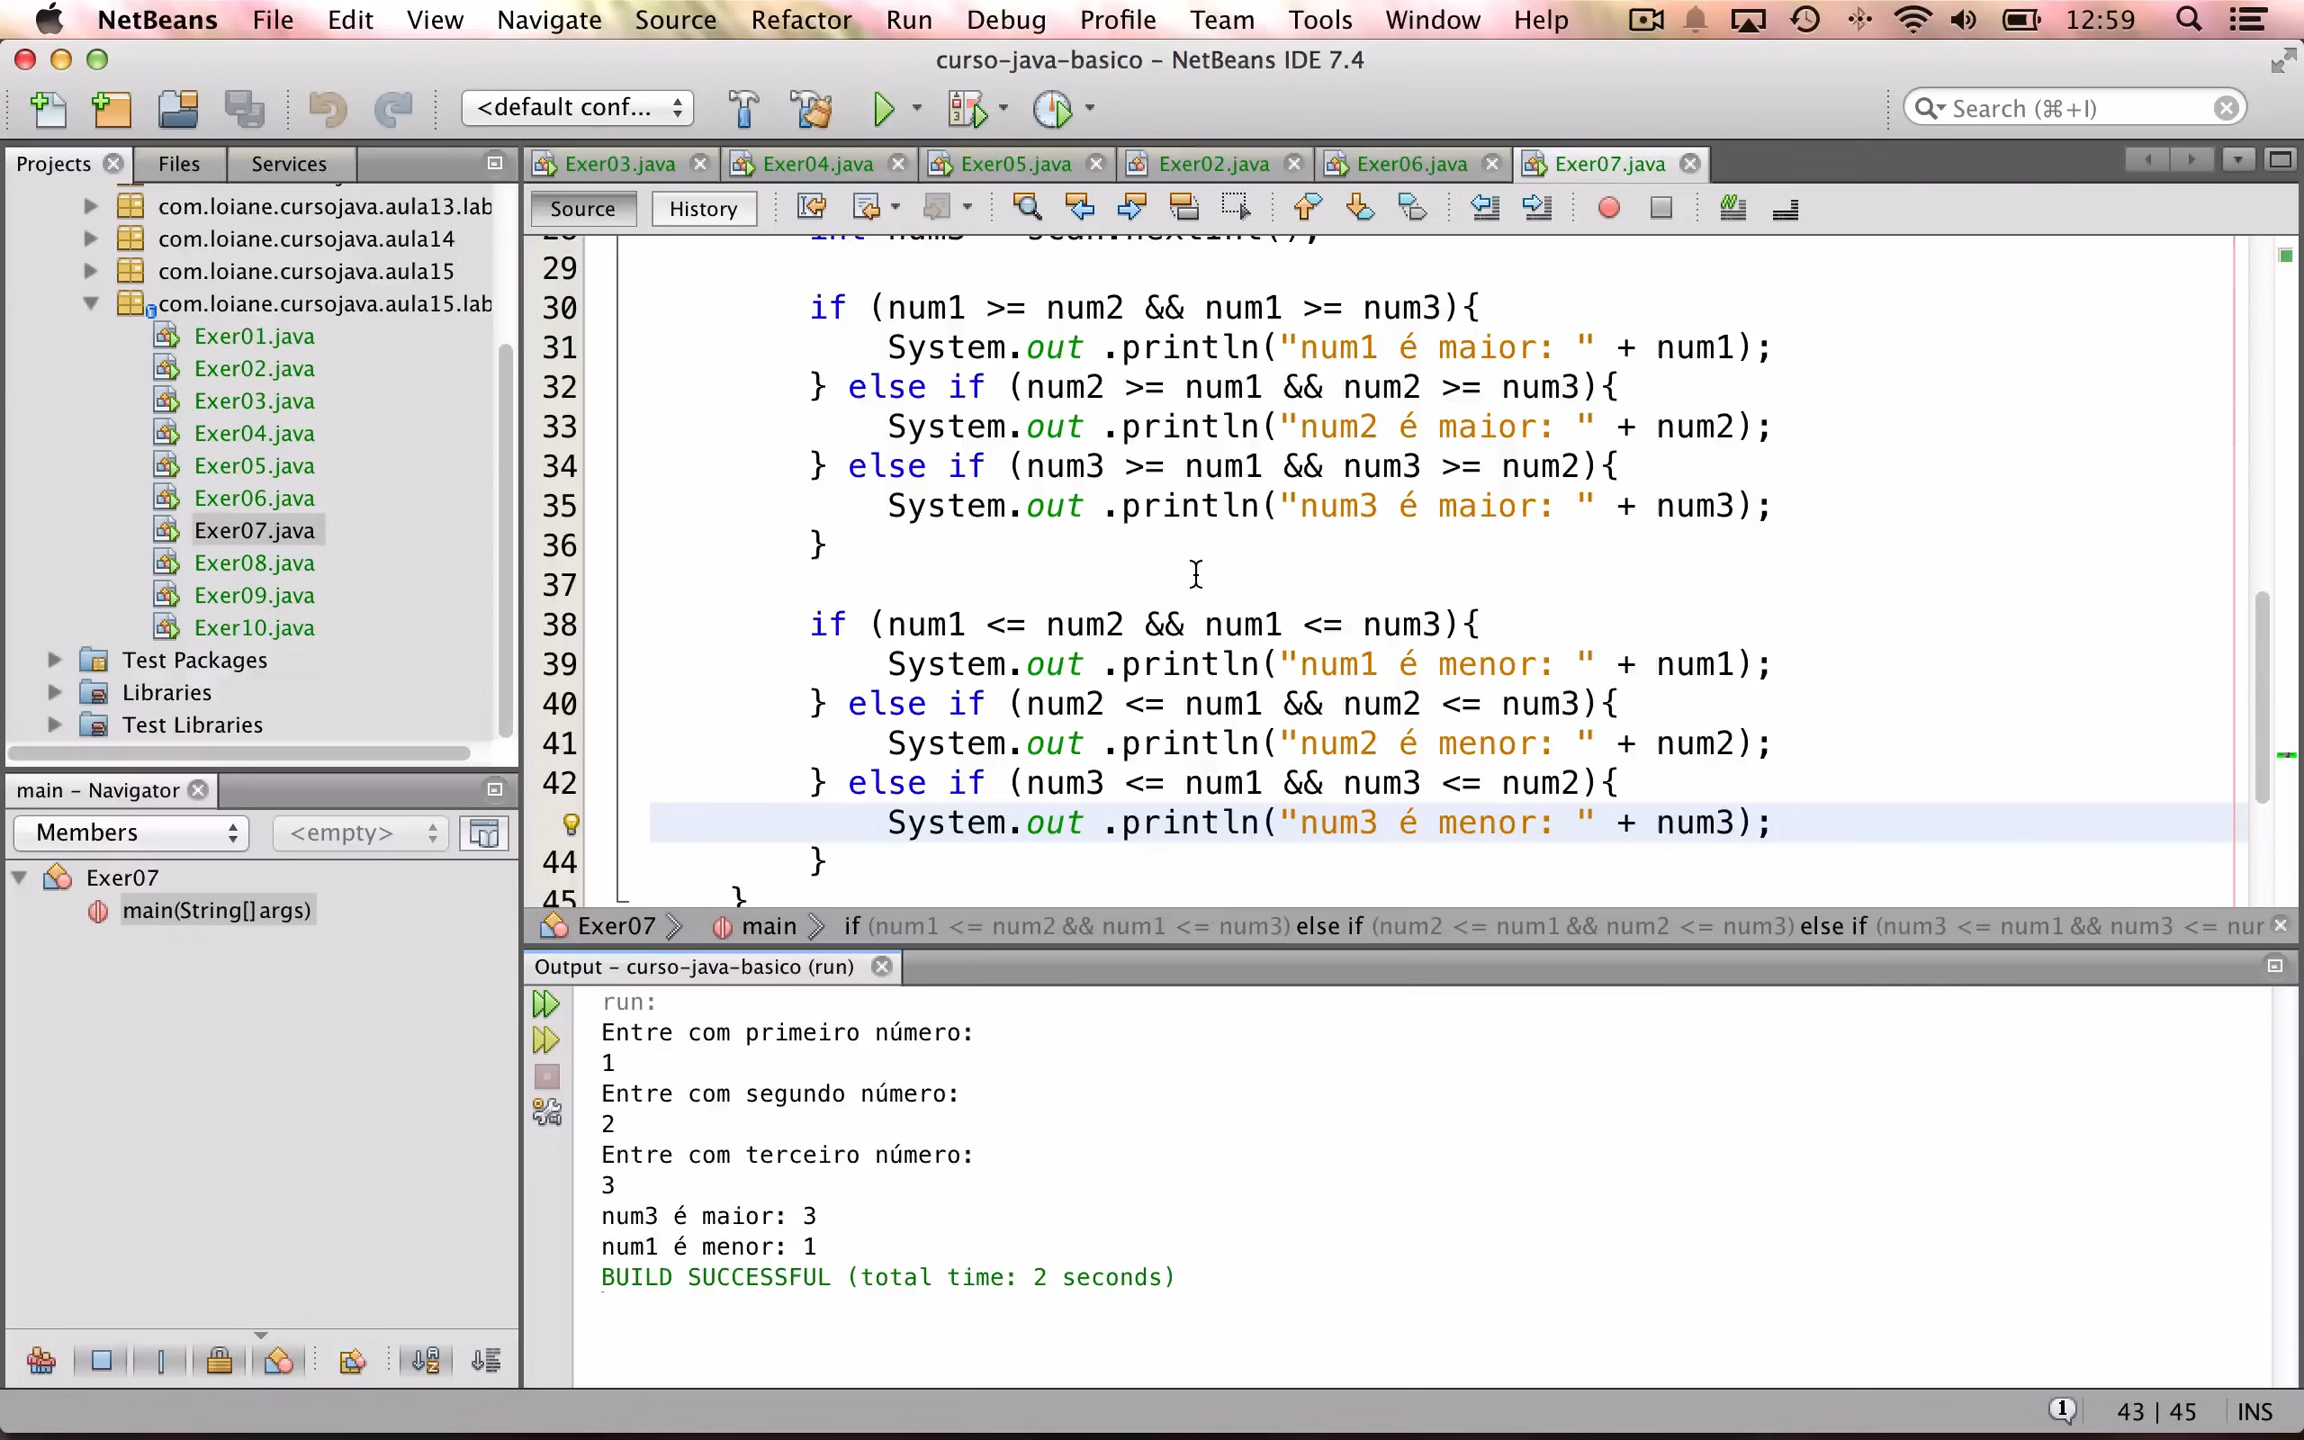 NetBeans File Edit View Navigate Source Refactor Run Debug Profile Team Tools Window Help 12:59
curso-java-basico - NetBeans IDE 7.4
<default conf... Search (⌘+I)
Projects Files Services
Exer03.java Exer04.java Exer05.java Exer02.java Exer06.java Exer07.java
Source History
com.loiane.cursojava.aula13.lab
com.loiane.cursojava.aula14
com.loiane.cursojava.aula15
com.loiane.cursojava.aula15.lab
Exer01.java
Exer02.java
Exer03.java
Exer04.java
Exer05.java
Exer06.java
Exer07.java
Exer08.java
Exer09.java
Exer10.java
Test Packages
Libraries
Test Libraries
main - Navigator
Members <empty>
Exer07
main(String[] args)
29
30 if (num1 >= num2 && num1 >= num3){
31 System.out .println("num1 é maior: " + num1);
32 } else if (num2 >= num1 && num2 >= num3){
33 System.out .println("num2 é maior: " + num2);
34 } else if (num3 >= num1 && num3 >= num2){
35 System.out .println("num3 é maior: " + num3);
36 }
37
38 if (num1 <= num2 && num1 <= num3){
39 System.out .println("num1 é menor: " + num1);
40 } else if (num2 <= num1 && num2 <= num3){
41 System.out .println("num2 é menor: " + num2);
42 } else if (num3 <= num1 && num3 <= num2){
System.out .println("num3 é menor: " + num3);
44 }
45 }
Exer07 main if (num1 <= num2 && num1 <= num3) else if (num2 <= num1 && num2 <= num3) else if (num3 <= num1 && num3 <= nur
Output - curso-java-basico (run)
run:
Entre com primeiro número:
1
Entre com segundo número:
2
Entre com terceiro número:
3
num3 é maior: 3
num1 é menor: 1
BUILD SUCCESSFUL (total time: 2 seconds)
1 43 | 45 INS